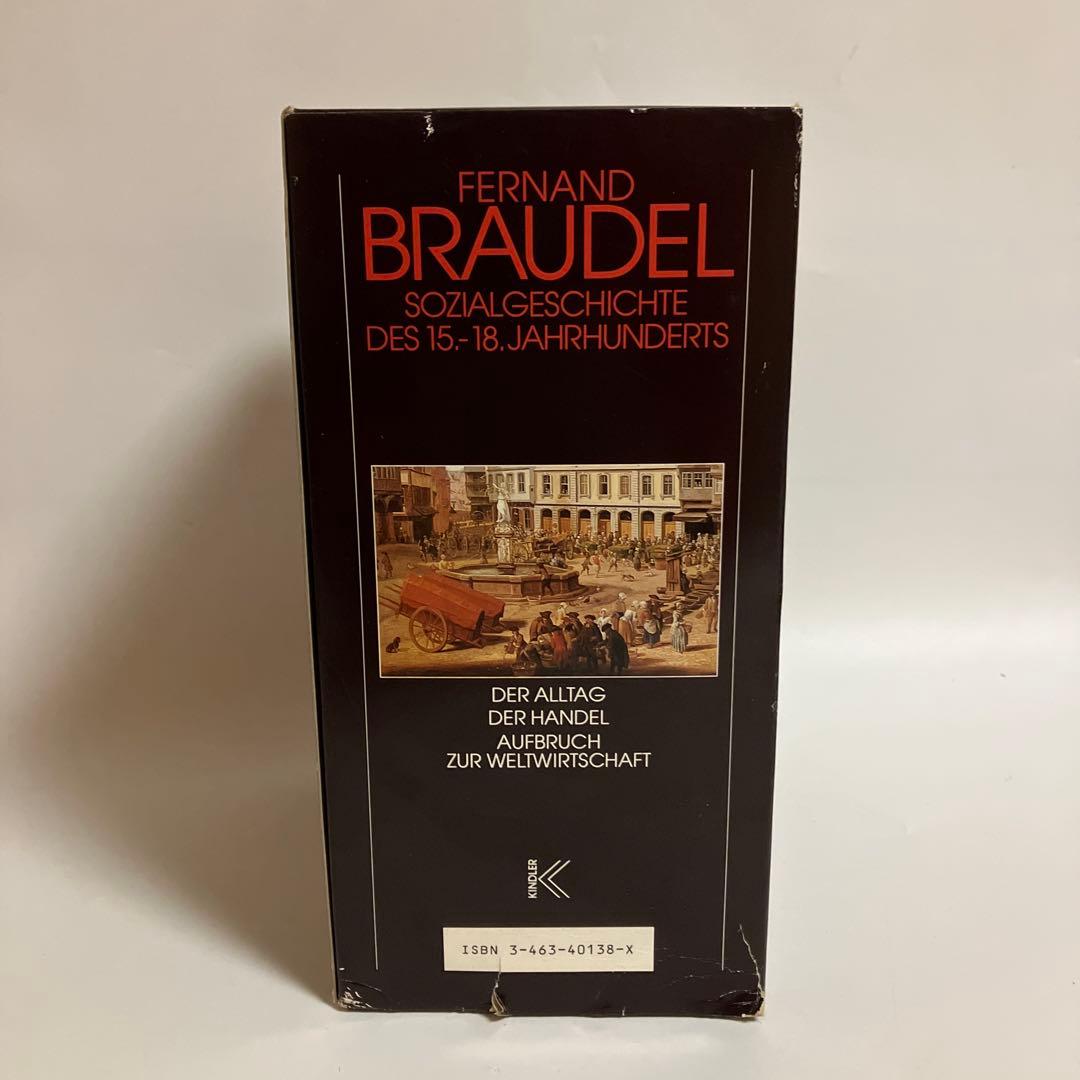 FERNAND
BRAUDEL
SOZIALGESCHICHTE
DES 15.-18. JAHRHUNDERTS
DER ALLTAG
DER HANDEL
AUFBRUCH
ZUR WELTWIRTSCHAFT
KINDLER
ISBN 3-463-40138-X